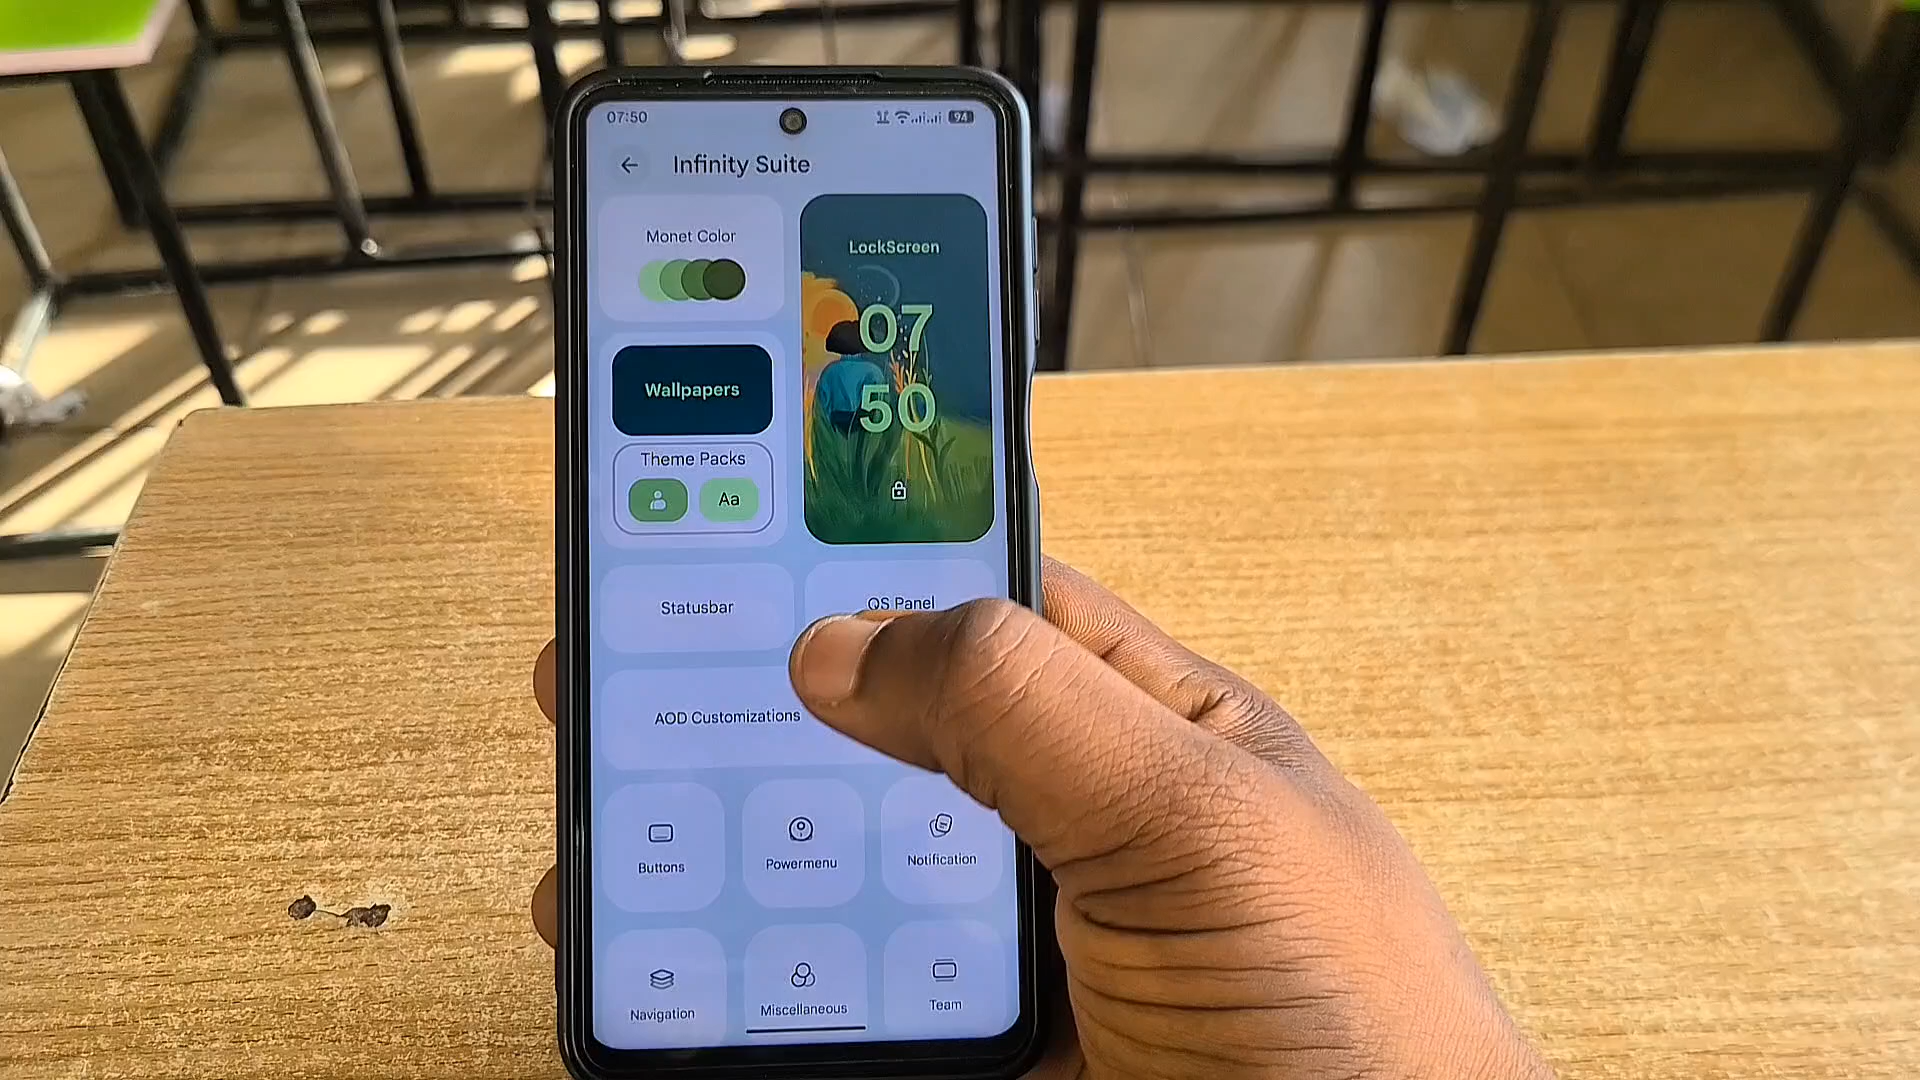 07:50
94
Infinity Suite
Monet Color
LockScreen
07
50
Wallpapers
Theme Packs
Aa
Statusbar
QS Panel
AOD Customizations
Buttons
Powermenu
Notification
Navigation
Miscellaneous
Team